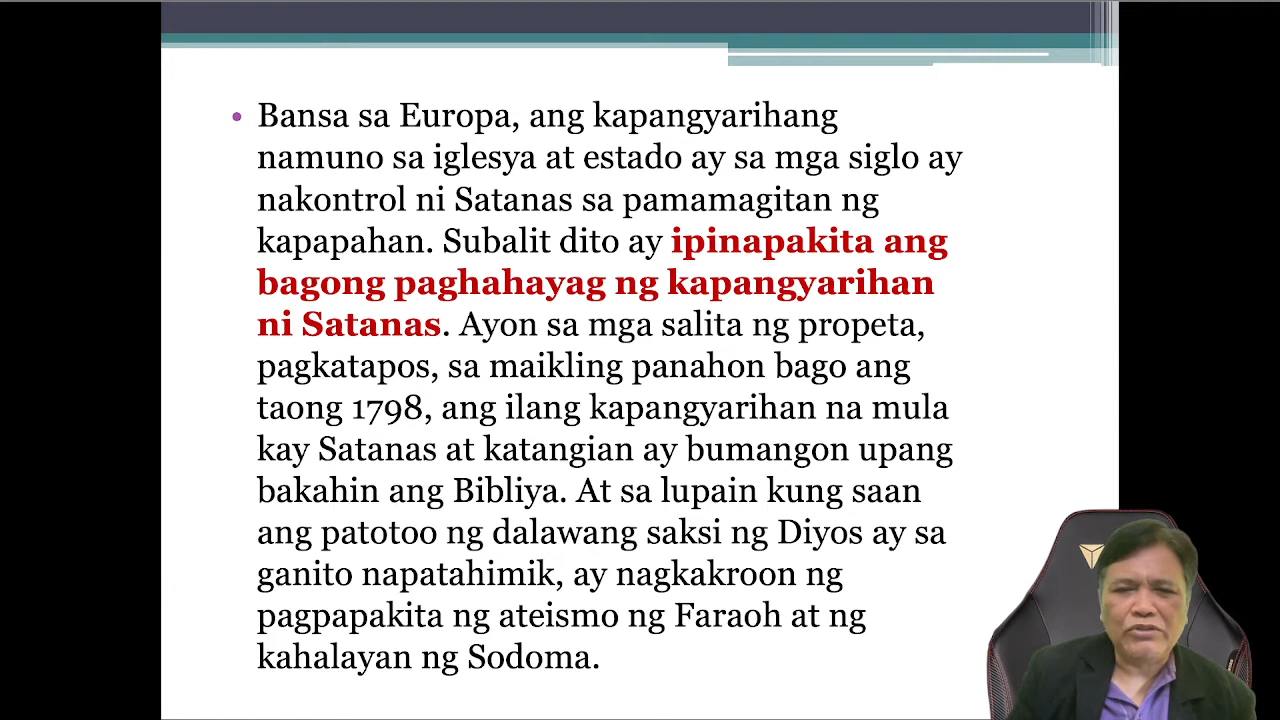 • Bansa sa Europa, ang kapangyarihang
namuno sa iglesya at estado ay sa mga siglo ay
nakontrol ni Satanas sa pamamagitan ng
kapapahan. Subalit dito ay ipinapakita ang
bagong paghahayag ng kapangyarihan
ni Satanas. Ayon sa mga salita ng propeta,
pagkatapos, sa maikling panahon bago ang
taong 1798, ang ilang kapangyarihan na mula
kay Satanas at katangian ay bumangon upang
bakahin ang Bibliya. At sa lupain kung saan
ang patotoo ng dalawang saksi ng Diyos ay sa
ganito napatahimik, ay nagkakroon ng
pagpapakita ng ateismo ng Faraoh at ng
kahalayan ng Sodoma.